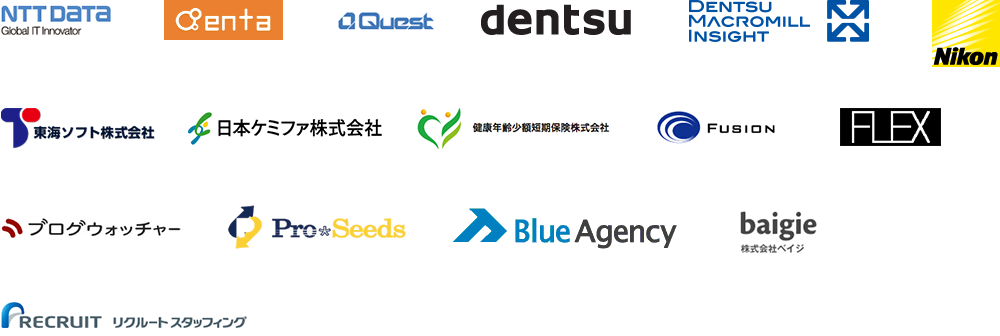 NTT DATA
Global IT Innovator
enta
Quest
dentsu
DENTSU
MACROMILL
INSIGHT
Nikon
東海ソフト株式会社
日本ケミファ株式会社
健康年齢少額短期保険株式会社
FUSION
FLEX
ブログウォッチャー
Pro Seeds
Blue Agency
baigie
株式会社ベイジ
RECRUIT リクルートスタッフィング